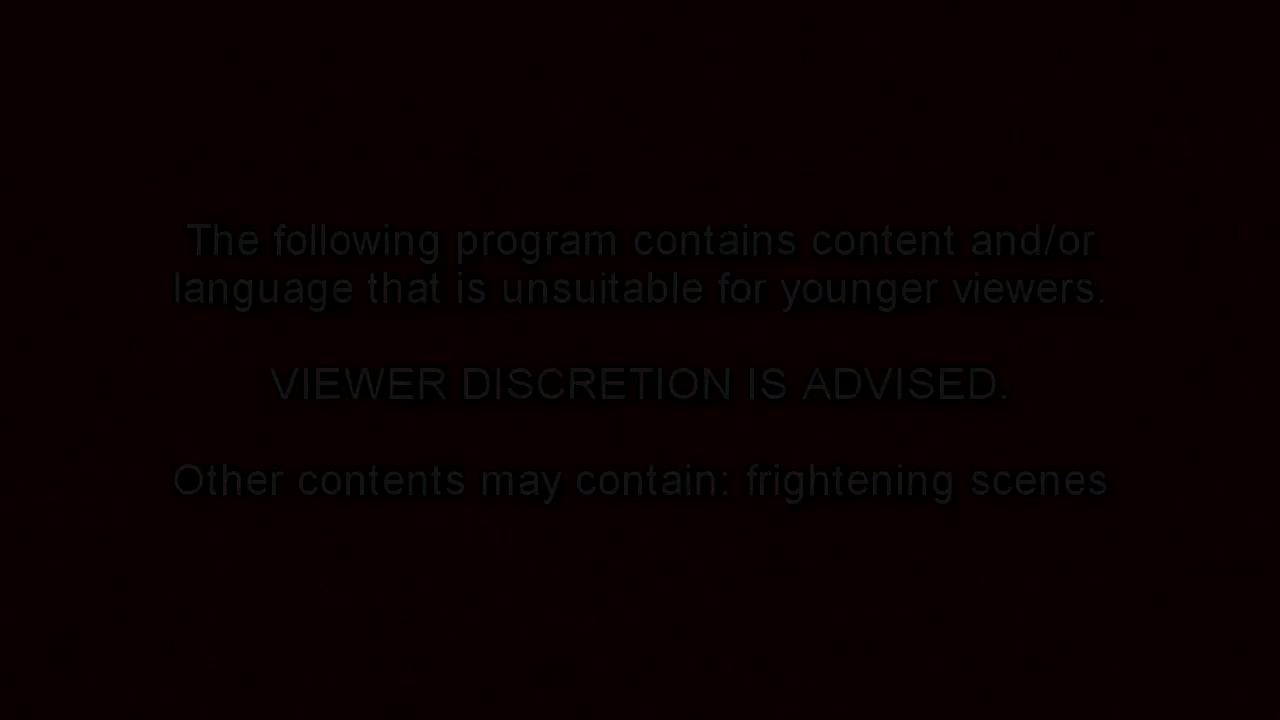 The following program contains content and/or
language that is unsuitable for younger viewers.
VIEWER DISCRETION IS ADVISED.
Other contents may contain: frightening scenes